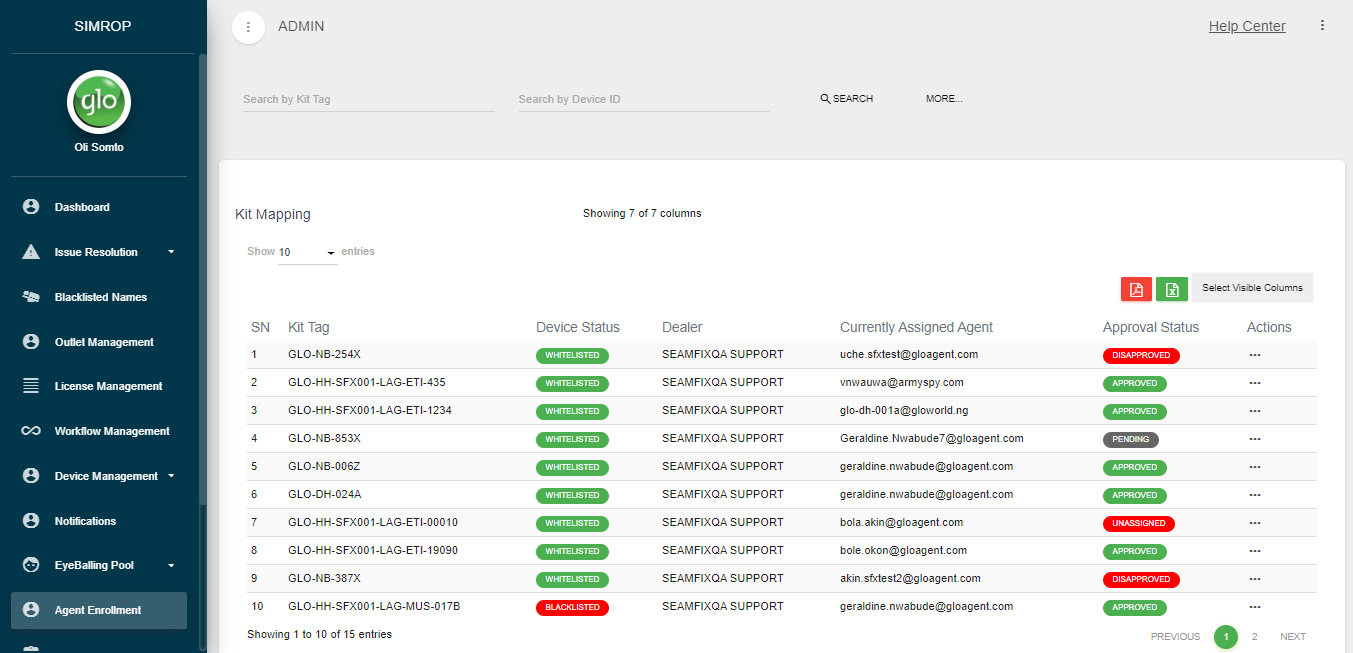 SIMROP
glo
Oli Somto
Dashboard
Issue Resolution
Blacklisted Names
Outlet Management
License Management
Workflow Management
Device Management
Notifications
EyeBalling Pool
Agent Enrollment
ADMIN
Help Center
Search by Kit Tag
Search by Device ID
SEARCH
MORE...
Kit Mapping
Showing 7 of 7 columns
Show 10 entries
Select Visible Columns
SN Kit Tag Device Status Dealer Currently Assigned Agent Approval Status Actions
1 GLO-NB-254X WHITELISTED SEAMFIXQA SUPPORT uche.sfxtest@gloagent.com DISAPPROVED ...
2 GLO-HH-SFX001-LAG-ETI-435 WHITELISTED SEAMFIXQA SUPPORT vnwauwa@armyspy.com APPROVED ...
3 GLO-HH-SFX001-LAG-ETI-1234 WHITELISTED SEAMFIXQA SUPPORT glo-dh-001a@gloworld.ng APPROVED ...
4 GLO-NB-853X WHITELISTED SEAMFIXQA SUPPORT Geraldine.Nwabude7@gloagent.com PENDING ...
5 GLO-NB-006Z WHITELISTED SEAMFIXQA SUPPORT geraldine.nwabude@gloagent.com APPROVED ...
6 GLO-DH-024A WHITELISTED SEAMFIXQA SUPPORT geraldine.nwabude@gloagent.com APPROVED ...
7 GLO-HH-SFX001-LAG-ETI-00010 WHITELISTED SEAMFIXQA SUPPORT bola.akin@gloagent.com UNASSIGNED ...
8 GLO-HH-SFX001-LAG-ETI-19090 WHITELISTED SEAMFIXQA SUPPORT bole.okon@gloagent.com APPROVED ...
9 GLO-NB-387X WHITELISTED SEAMFIXQA SUPPORT akin.sfxtest2@gloagent.com DISAPPROVED ...
10 GLO-HH-SFX001-LAG-MUS-017B BLACKLISTED SEAMFIXQA SUPPORT geraldine.nwabude@gloagent.com APPROVED ...
Showing 1 to 10 of 15 entries
PREVIOUS 1 2 NEXT